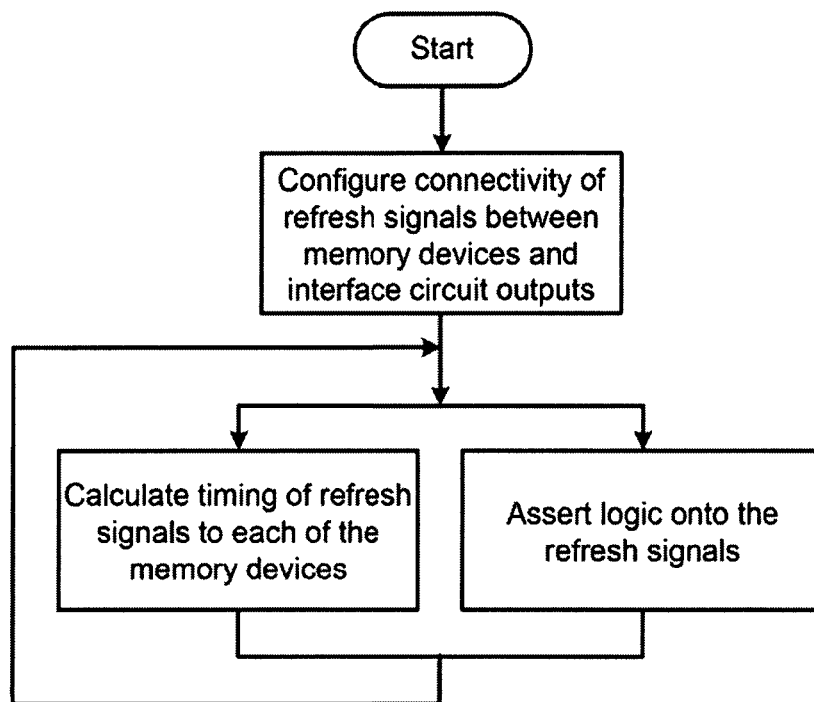 Start
Configure connectivity of
refresh signals between
memory devices and
interface circuit outputs
Calculate timing of refresh
signals to each of the
memory devices
Assert logic onto the
refresh signals